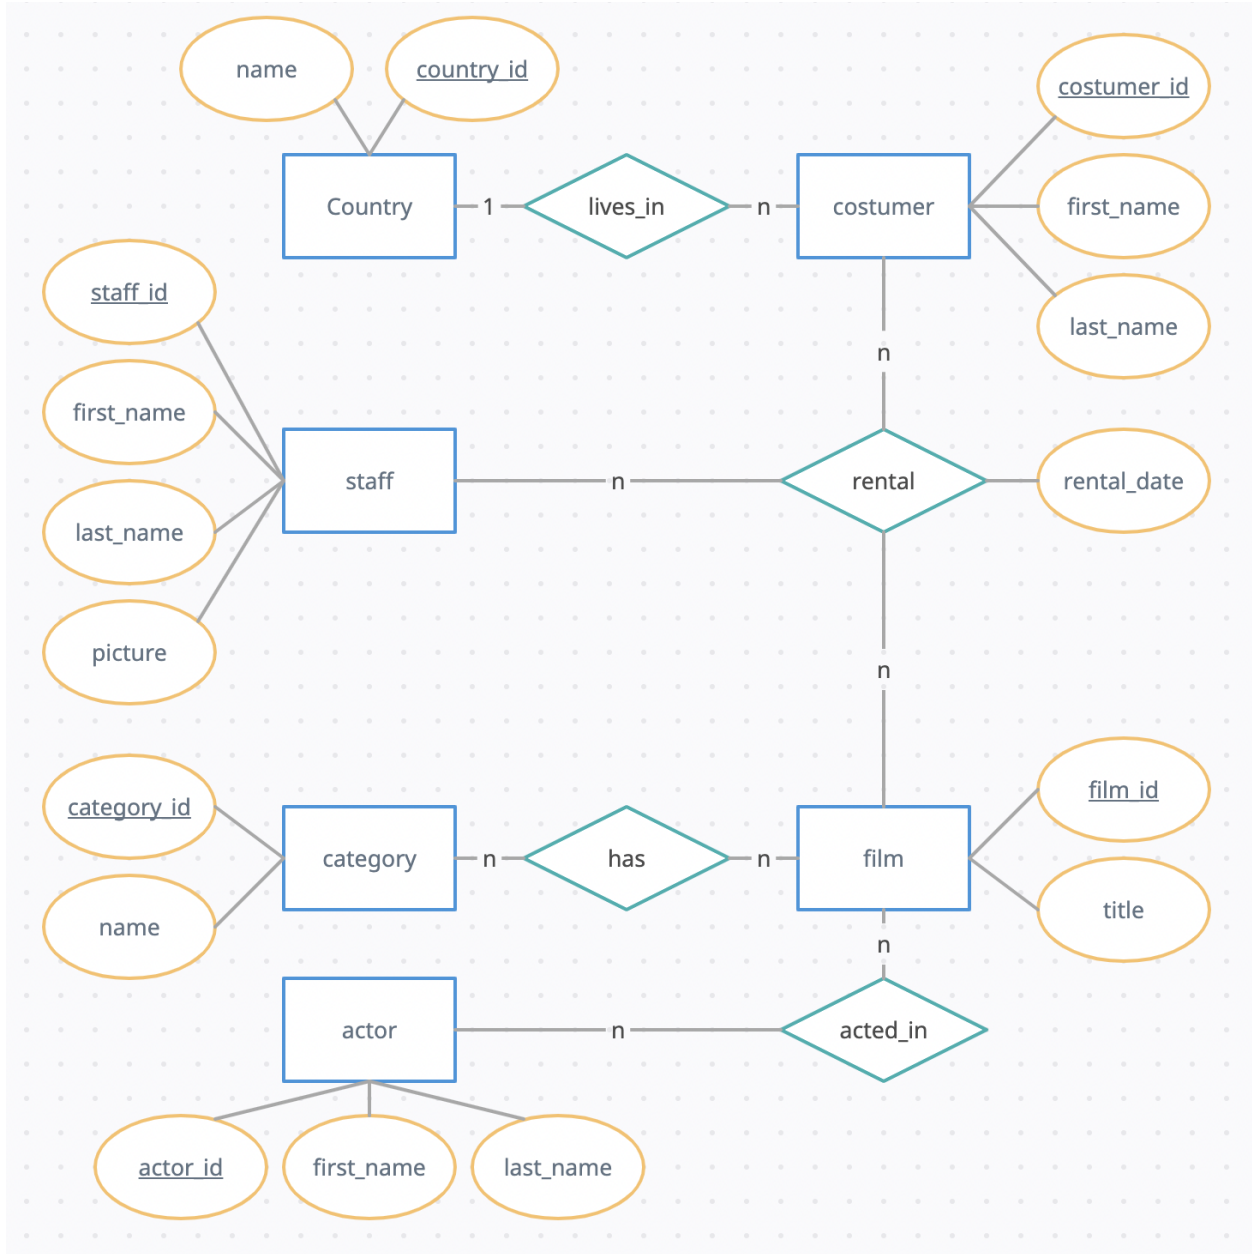 name
country_id
costumer_id
Country
1
lives_in
n
costumer
first_name
last_name
staff_id
first_name
last_name
picture
n
staff
n
rental
rental_date
n
category_id
name
category
n
has
n
film
film_id
title
n
actor
n
acted_in
actor_id
first_name
last_name